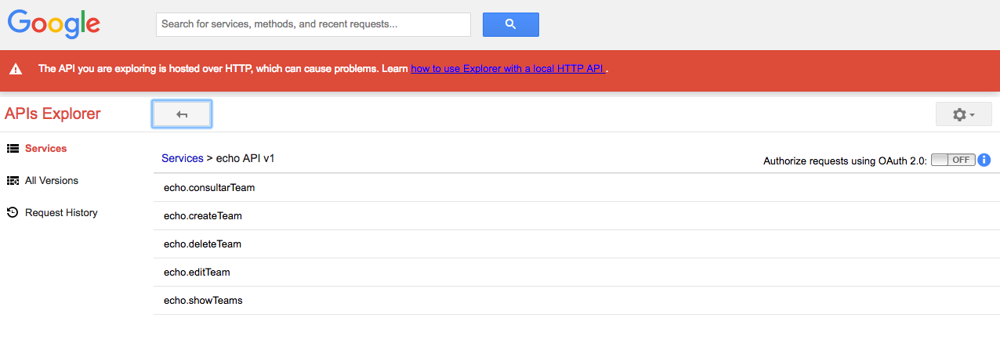 Google
Search for services, methods, and recent requests...
The API you are exploring is hosted over HTTP, which can cause problems. Learn how to use Explorer with a local HTTP API .
APIs Explorer
Services
Services > echo API v1
Authorize requests using OAuth 2.0: OFF i
All Versions
Request History
echo.consultarTeam
echo.createTeam
echo.deleteTeam
echo.editTeam
echo.showTeams